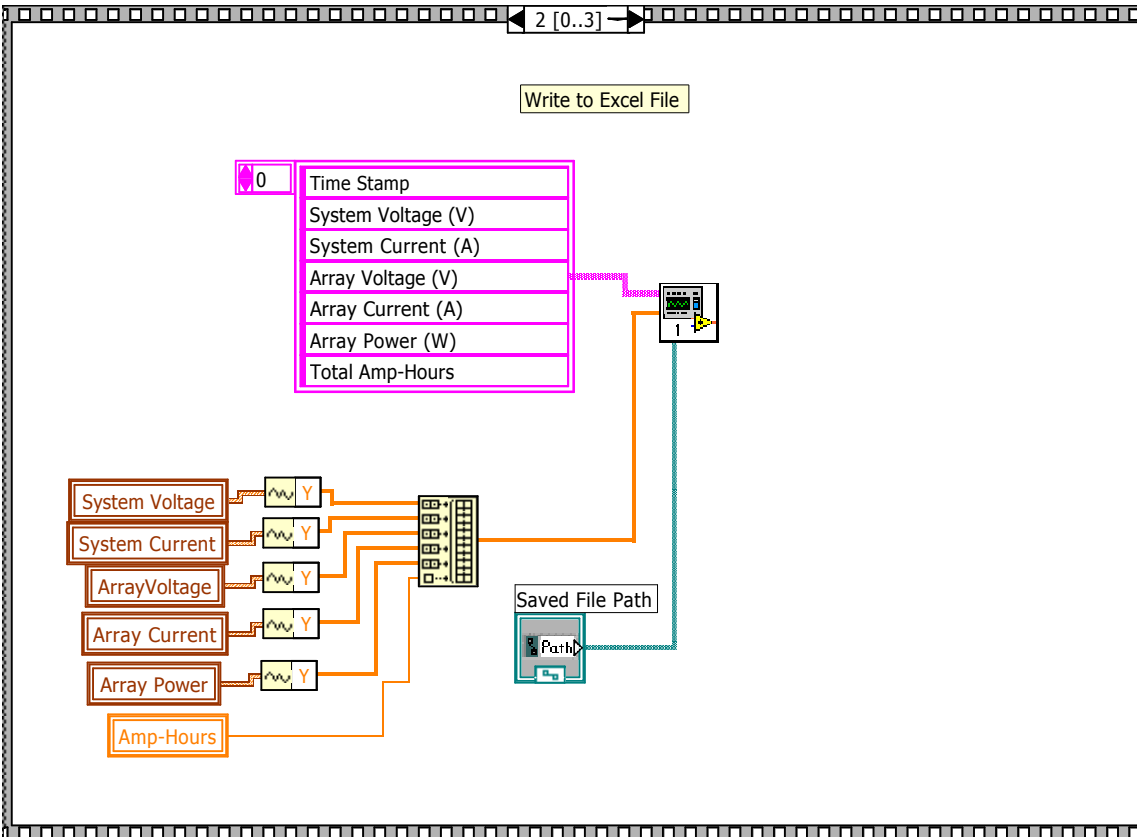 2 [0..3]
Write to Excel File
0
Time Stamp
System Voltage (V)
System Current (A)
Array Voltage (V)
Array Current (A)
Array Power (W)
Total Amp-Hours
1
System Voltage
Y
System Current
Y
ArrayVoltage
Y
Array Current
Y
Array Power
Y
Amp-Hours
Saved File Path
Path